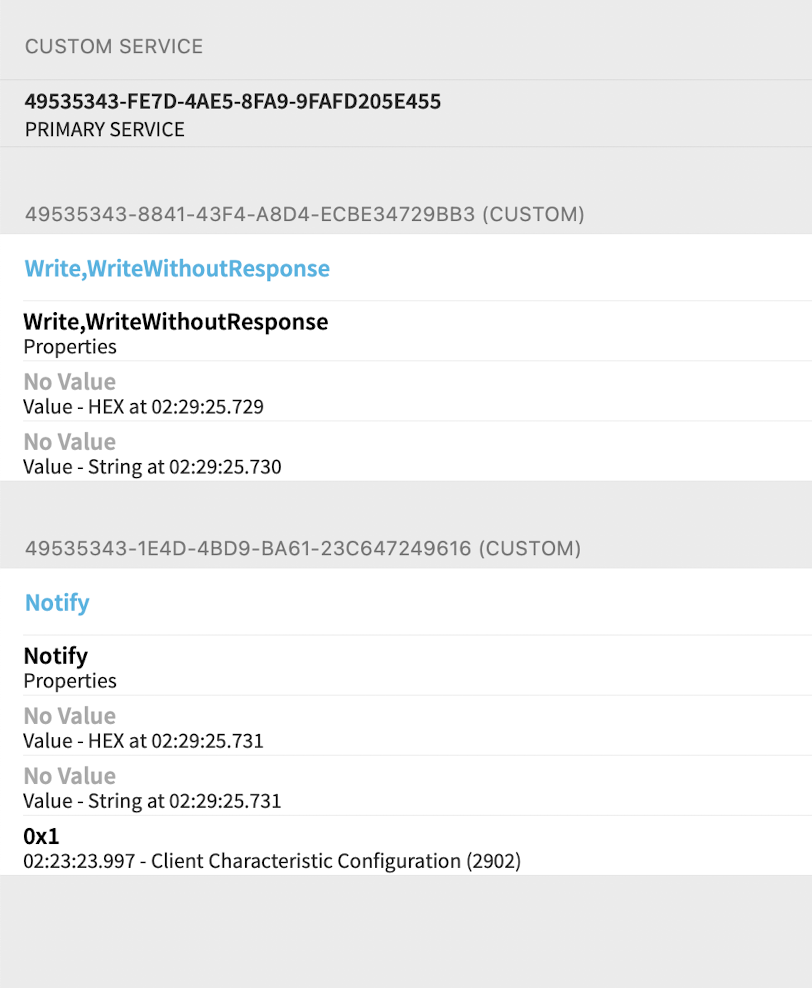 CUSTOM SERVICE
49535343-FE7D-4AE5-8FA9-9FAFD205E455
PRIMARY SERVICE
49535343-8841-43F4-A8D4-ECBE34729BB3 (CUSTOM)
Write,WriteWithoutResponse
Write,WriteWithoutResponse
Properties
No Value
Value - HEX at 02:29:25.729
No Value
Value - String at 02:29:25.730
49535343-1E4D-4BD9-BA61-23C647249616 (CUSTOM)
Notify
Notify
Properties
No Value
Value - HEX at 02:29:25.731
No Value
Value - String at 02:29:25.731
0x1
02:23:23.997 - Client Characteristic Configuration (2902)